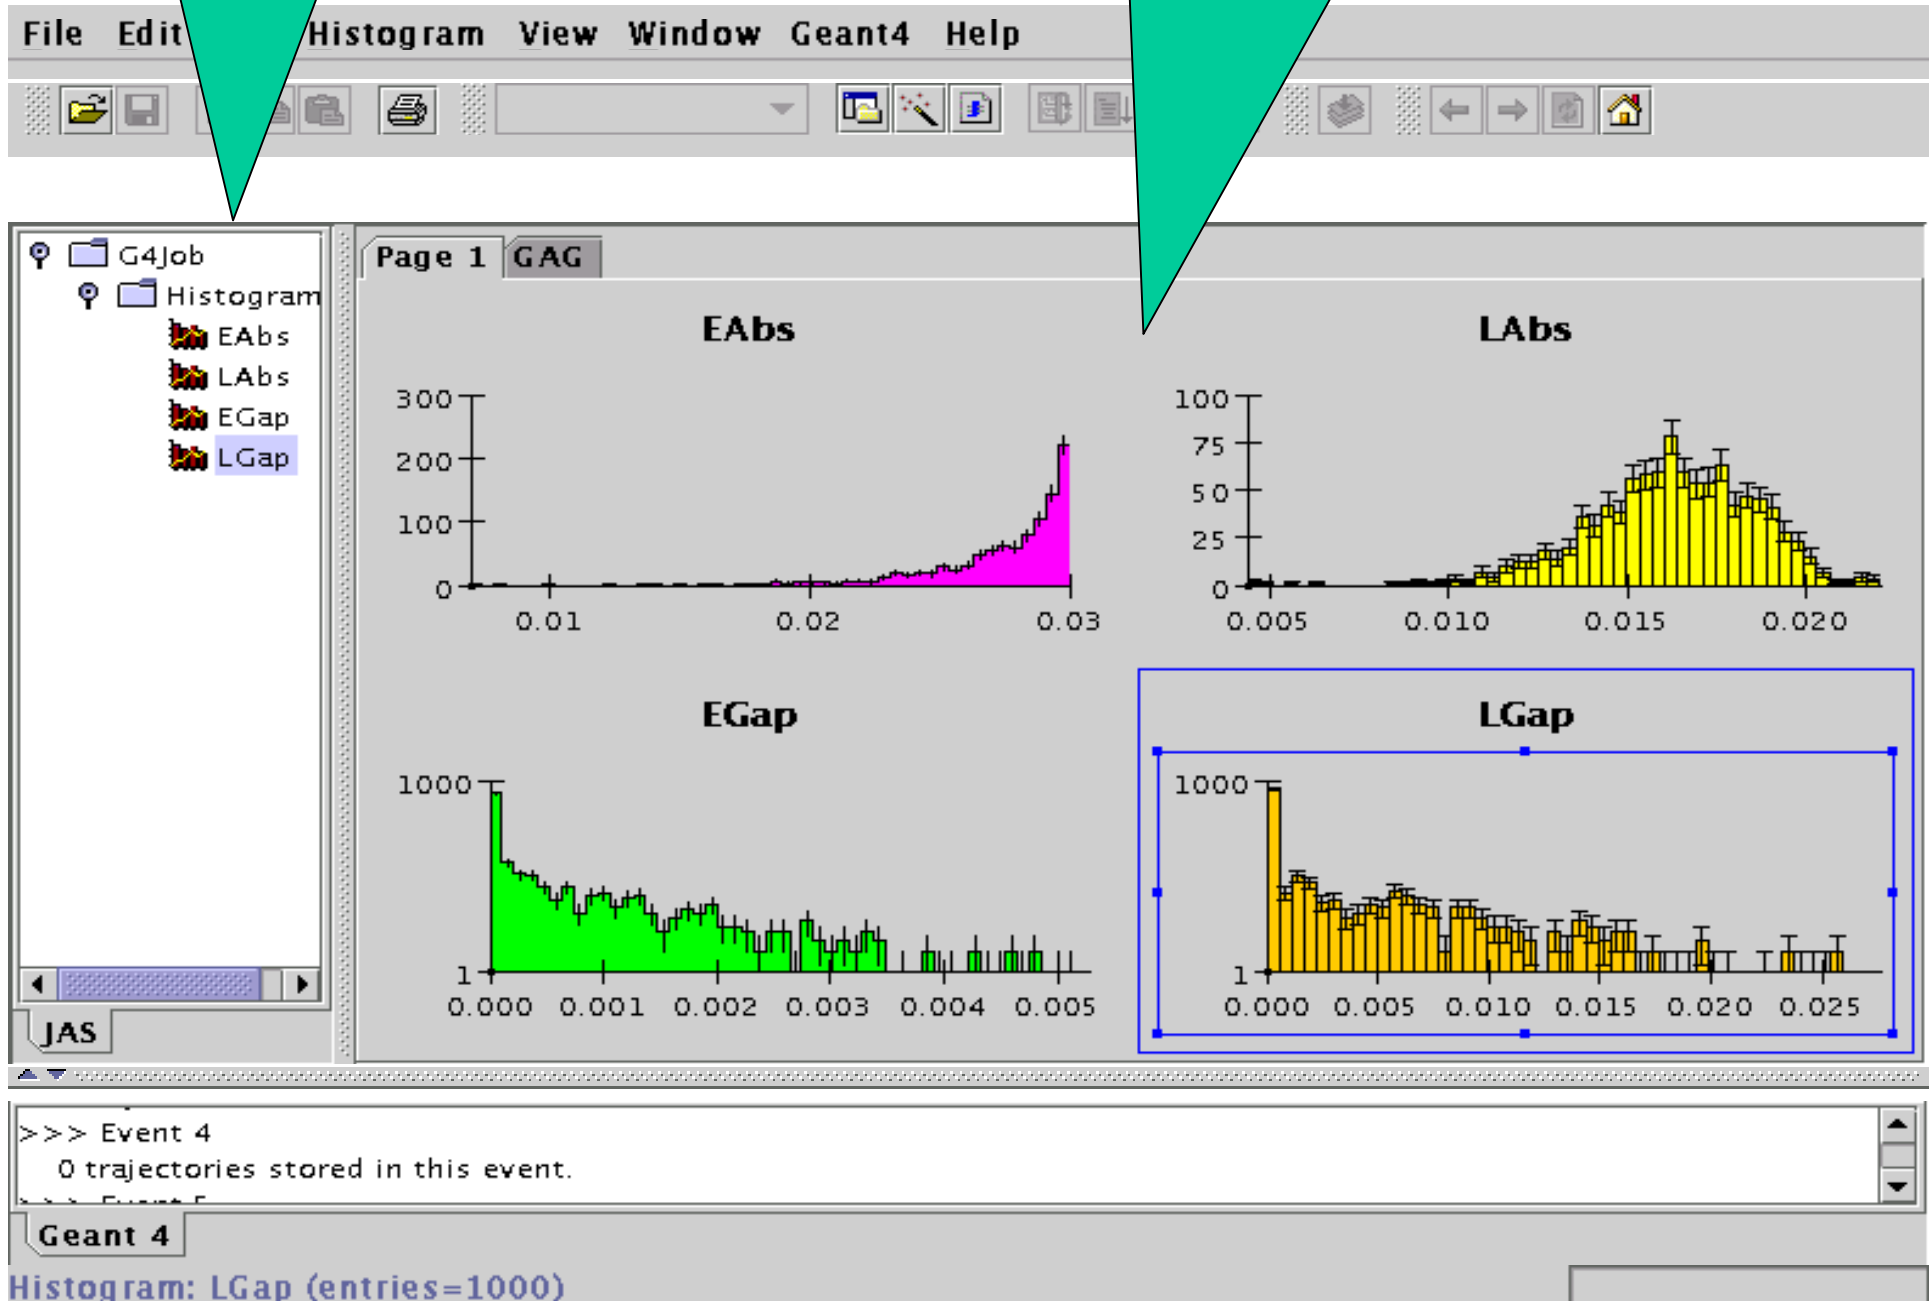 File Edit Histogram View Window Geant4 Help
G4Job
Histogram
EAbs
LAbs
EGap
LGap
JAS
Page 1 GAG
EAbs
300
200
100
0
0.01 0.02 0.03
LAbs
100
75
50
25
0
0.005 0.010 0.015 0.020
EGap
1000
1
0.000 0.001 0.002 0.003 0.004 0.005
LGap
1000
1
0.000 0.005 0.010 0.015 0.020 0.025
>>> Event 4
0 trajectories stored in this event.
Geant 4
Histogram: LGap (entries=1000)